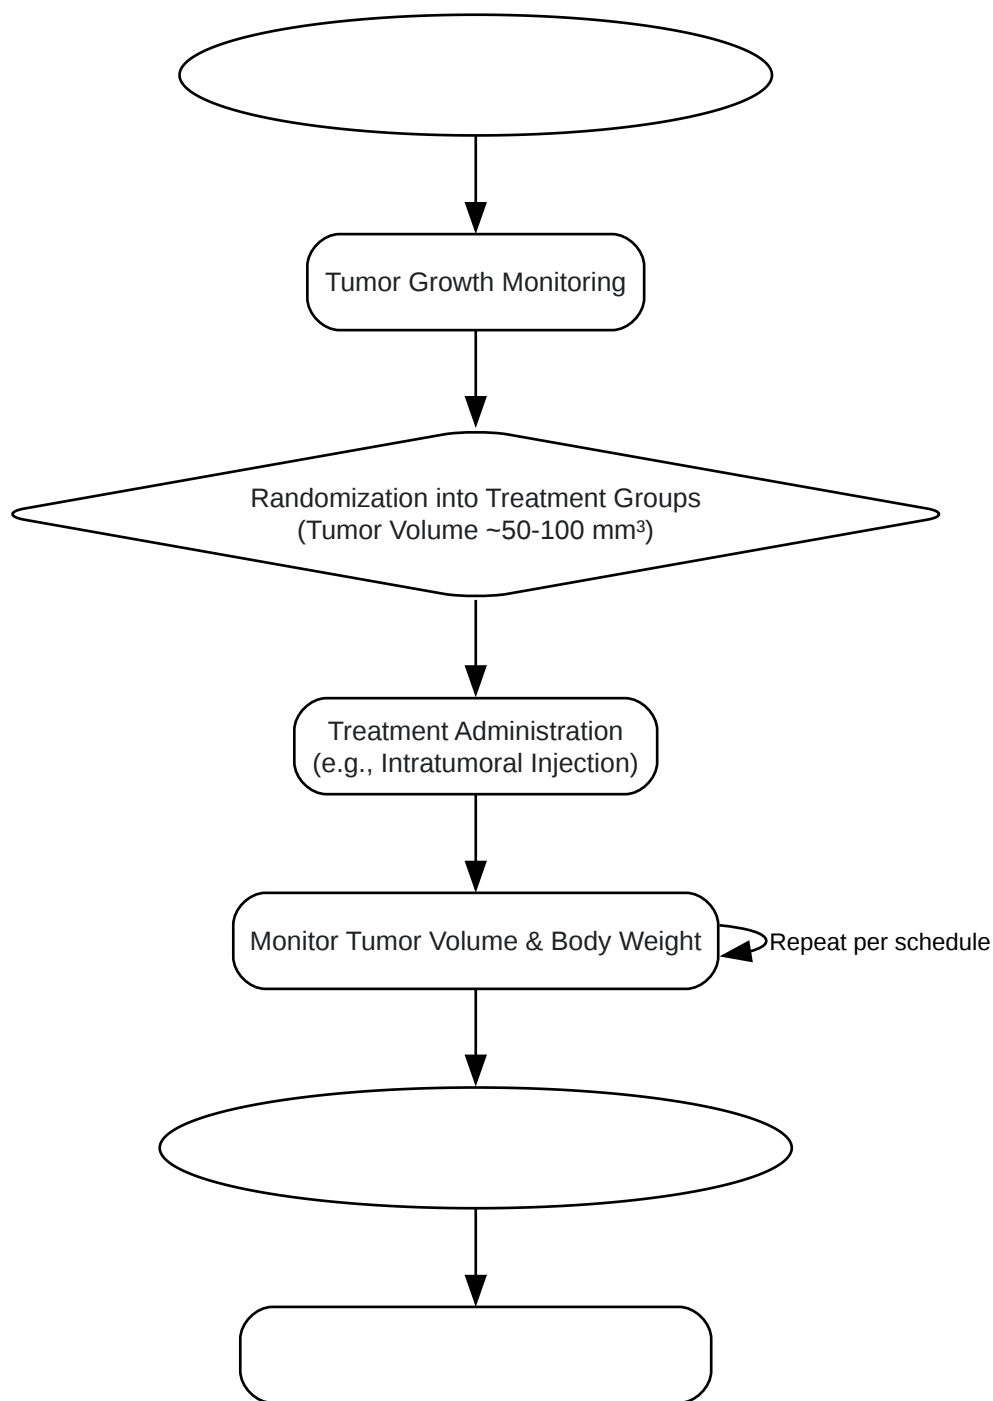 Tumor Growth Monitoring
Randomization into Treatment Groups
(Tumor Volume ~50-100 mm³)
Treatment Administration
(e.g., Intratumoral Injection)
Monitor Tumor Volume & Body Weight
Repeat per schedule